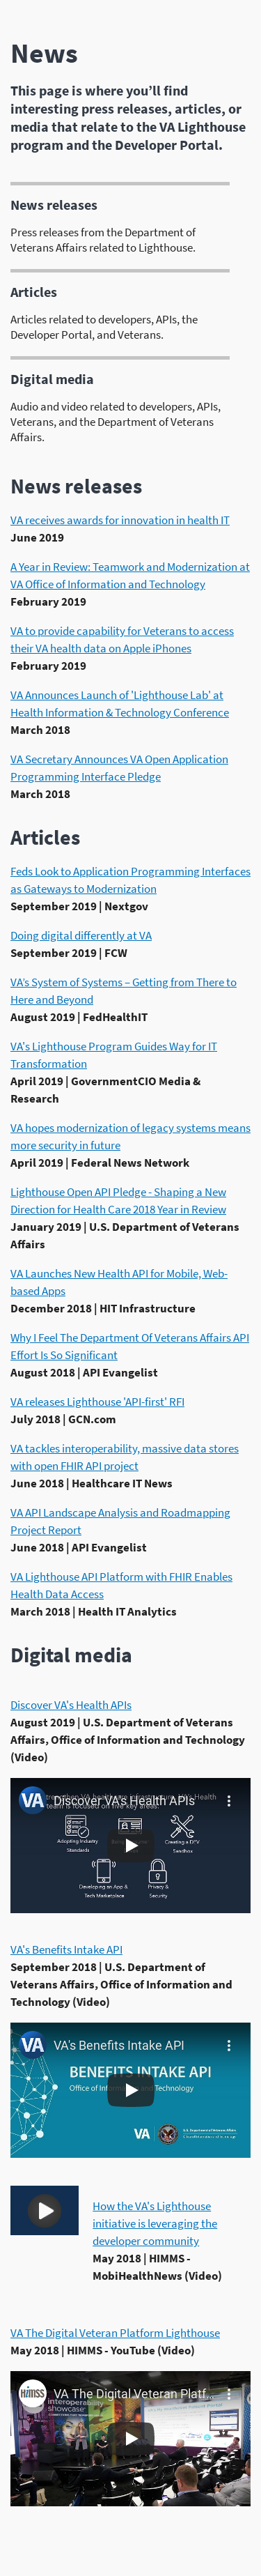 News
This page is where you’ll find
interesting press releases, articles, or
media that relate to the VA Lighthouse
program and the Developer Portal.
News releases
Press releases from the Department of
Veterans Affairs related to Lighthouse.
Articles
Articles related to developers, APIs, the
Developer Portal, and Veterans.
Digital media
Audio and video related to developers, APIs,
Veterans, and the Department of Veterans
Affairs.
News releases
VA receives awards for innovation in health IT
June 2019
A Year in Review: Teamwork and Modernization at
VA Office of Information and Technology
February 2019
VA to provide capability for Veterans to access
their VA health data on Apple iPhones
February 2019
VA Announces Launch of 'Lighthouse Lab' at
Health Information & Technology Conference
March 2018
VA Secretary Announces VA Open Application
Programming Interface Pledge
March 2018
Articles
Feds Look to Application Programming Interfaces
as Gateways to Modernization
September 2019 | Nextgov
Doing digital differently at VA
September 2019 | FCW
VA’s System of Systems – Getting from There to
Here and Beyond
August 2019 | FedHealthIT
VA's Lighthouse Program Guides Way for IT
Transformation
April 2019 | GovernmentCIO Media &
Research
VA hopes modernization of legacy systems means
more security in future
April 2019 | Federal News Network
Lighthouse Open API Pledge - Shaping a New
Direction for Health Care 2018 Year in Review
January 2019 | U.S. Department of Veterans
Affairs
VA Launches New Health API for Mobile, Web-
based Apps
December 2018 | HIT Infrastructure
Why I Feel The Department Of Veterans Affairs API
Effort Is So Significant
August 2018 | API Evangelist
VA releases Lighthouse 'API-first' RFI
July 2018 | GCN.com
VA tackles interoperability, massive data stores
with open FHIR API project
June 2018 | Healthcare IT News
VA API Landscape Analysis and Roadmapping
Project Report
June 2018 | API Evangelist
VA Lighthouse API Platform with FHIR Enables
Health Data Access
March 2018 | Health IT Analytics
Digital media
Discover VA's Health APIs
August 2019 | U.S. Department of Veterans
Affairs, Office of Information and Technology
(Video)
VA Discover VA's Health APIs
team is focused on five key areas.
Adopting Industry
Standards
Sandbox
Develop an App &
Tech Marketplace
Privacy &
Security
VA's Benefits Intake API
September 2018 | U.S. Department of
Veterans Affairs, Office of Information and
Technology (Video)
VA VA's Benefits Intake API
BENEFITS INTAKE API
Office of Information and Technology
VA
How the VA's Lighthouse
initiative is leveraging the
developer community
May 2018 | HIMMS -
MobiHealthNews (Video)
VA The Digital Veteran Platform Lighthouse
May 2018 | HIMMS - YouTube (Video)
HIMSS VA The Digital Veteran Platf...
showcase